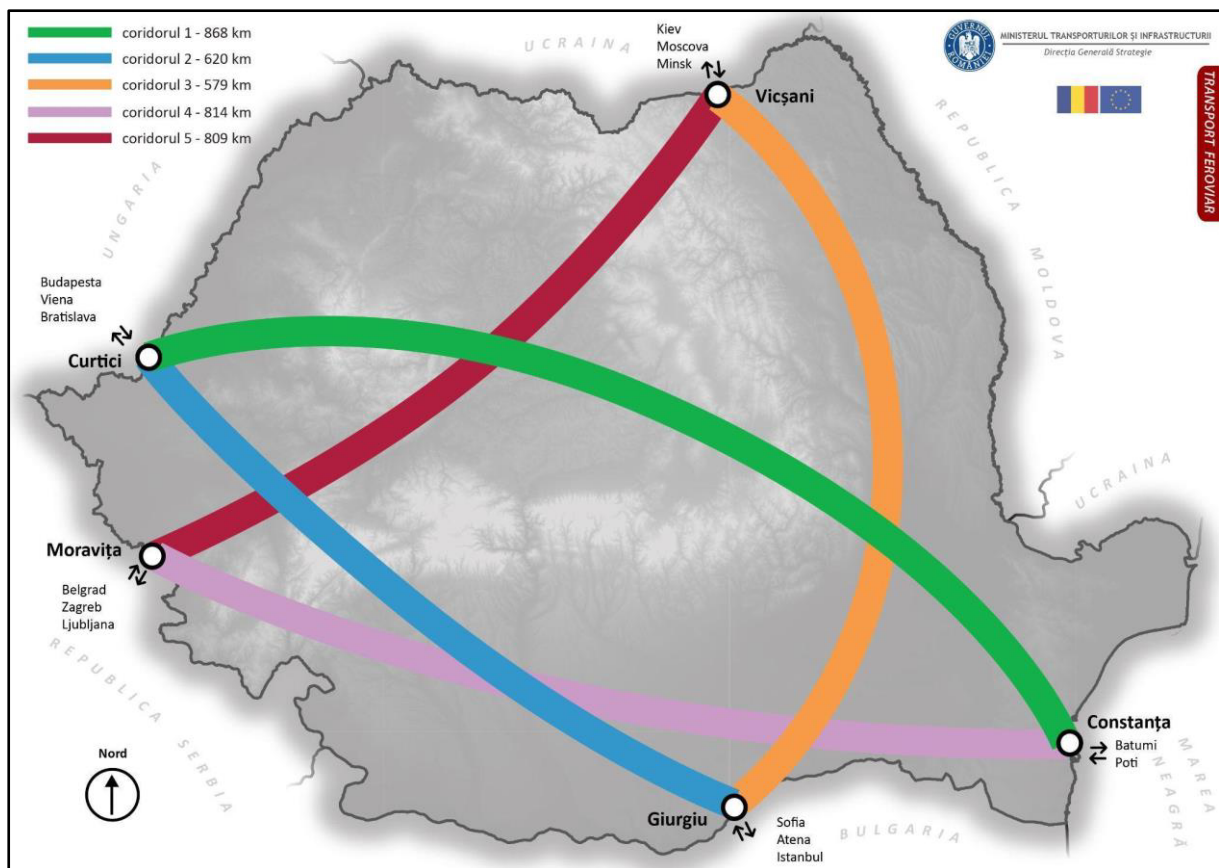 coridorul 1 - 868 km
coridorul 2 - 620 km
coridorul 3 - 579 km
coridorul 4 - 814 km
coridorul 5 - 809 km
UCRAINA
Kiev
Moscova
Minsk
Vicșani
GUVERNUL ROMÂNIEI
MINISTERUL TRANSPORTURILOR ȘI INFRASTRUCTURII
Direcția Generală Strategie
TRANSPORT FEROVIAR
REPUBLICA MOLDOVA
UNGARIA
Budapesta
Viena
Bratislava
Curtici
UCRAINA
Moravița
Belgrad
Zagreb
Ljubljana
REPUBLICA SERBIA
Constanța
Batumi
Poti
MAREA NEAGRĂ
Nord
Giurgiu
Sofia
Atena
Istanbul
BULGARIA